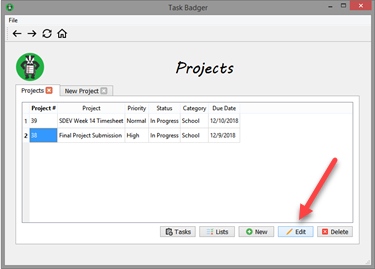 Task Badger
File
Projects
Projects New Project
Project # Project Priority Status Category Due Date
1 39 SDEV Week 14 Timesheet Normal In Progress School 12/10/2018
2 38 Final Project Submission High In Progress School 12/9/2018
Tasks Lists New Edit Delete